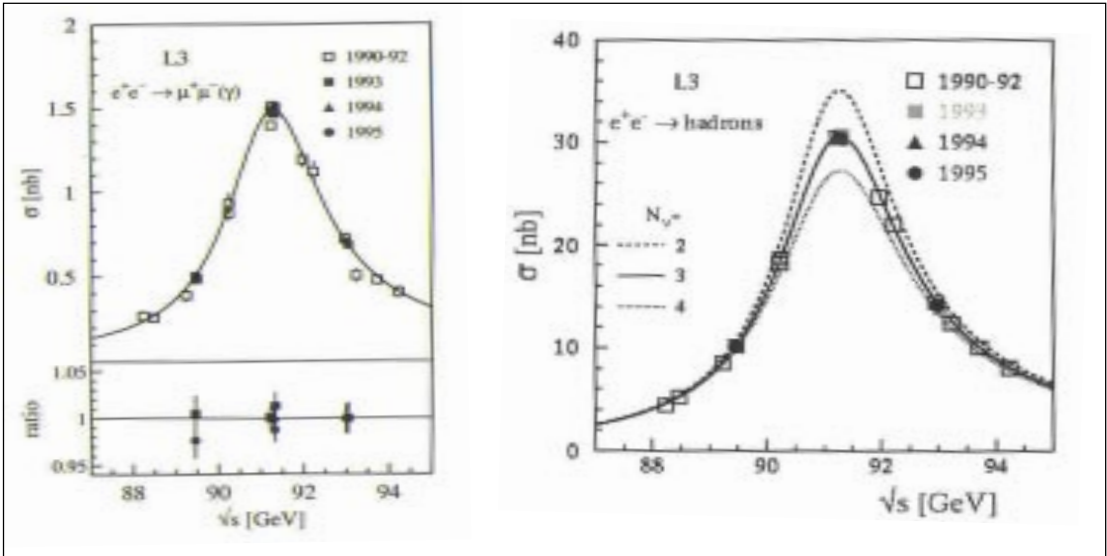 2
1.5
1
0.5
σ [nb]
L3
e⁺e⁻ → μ⁺μ⁻(γ)
1990-92
1993
1994
1995
1.05
1
0.95
ratio
88 90 92 94
√s [GeV]
40
30
20
10
0
σ [nb]
L3
e⁺e⁻ → hadrons
1990-92
1993
1994
1995
Nᵥ=
2
3
4
88 90 92 94
√s [GeV]